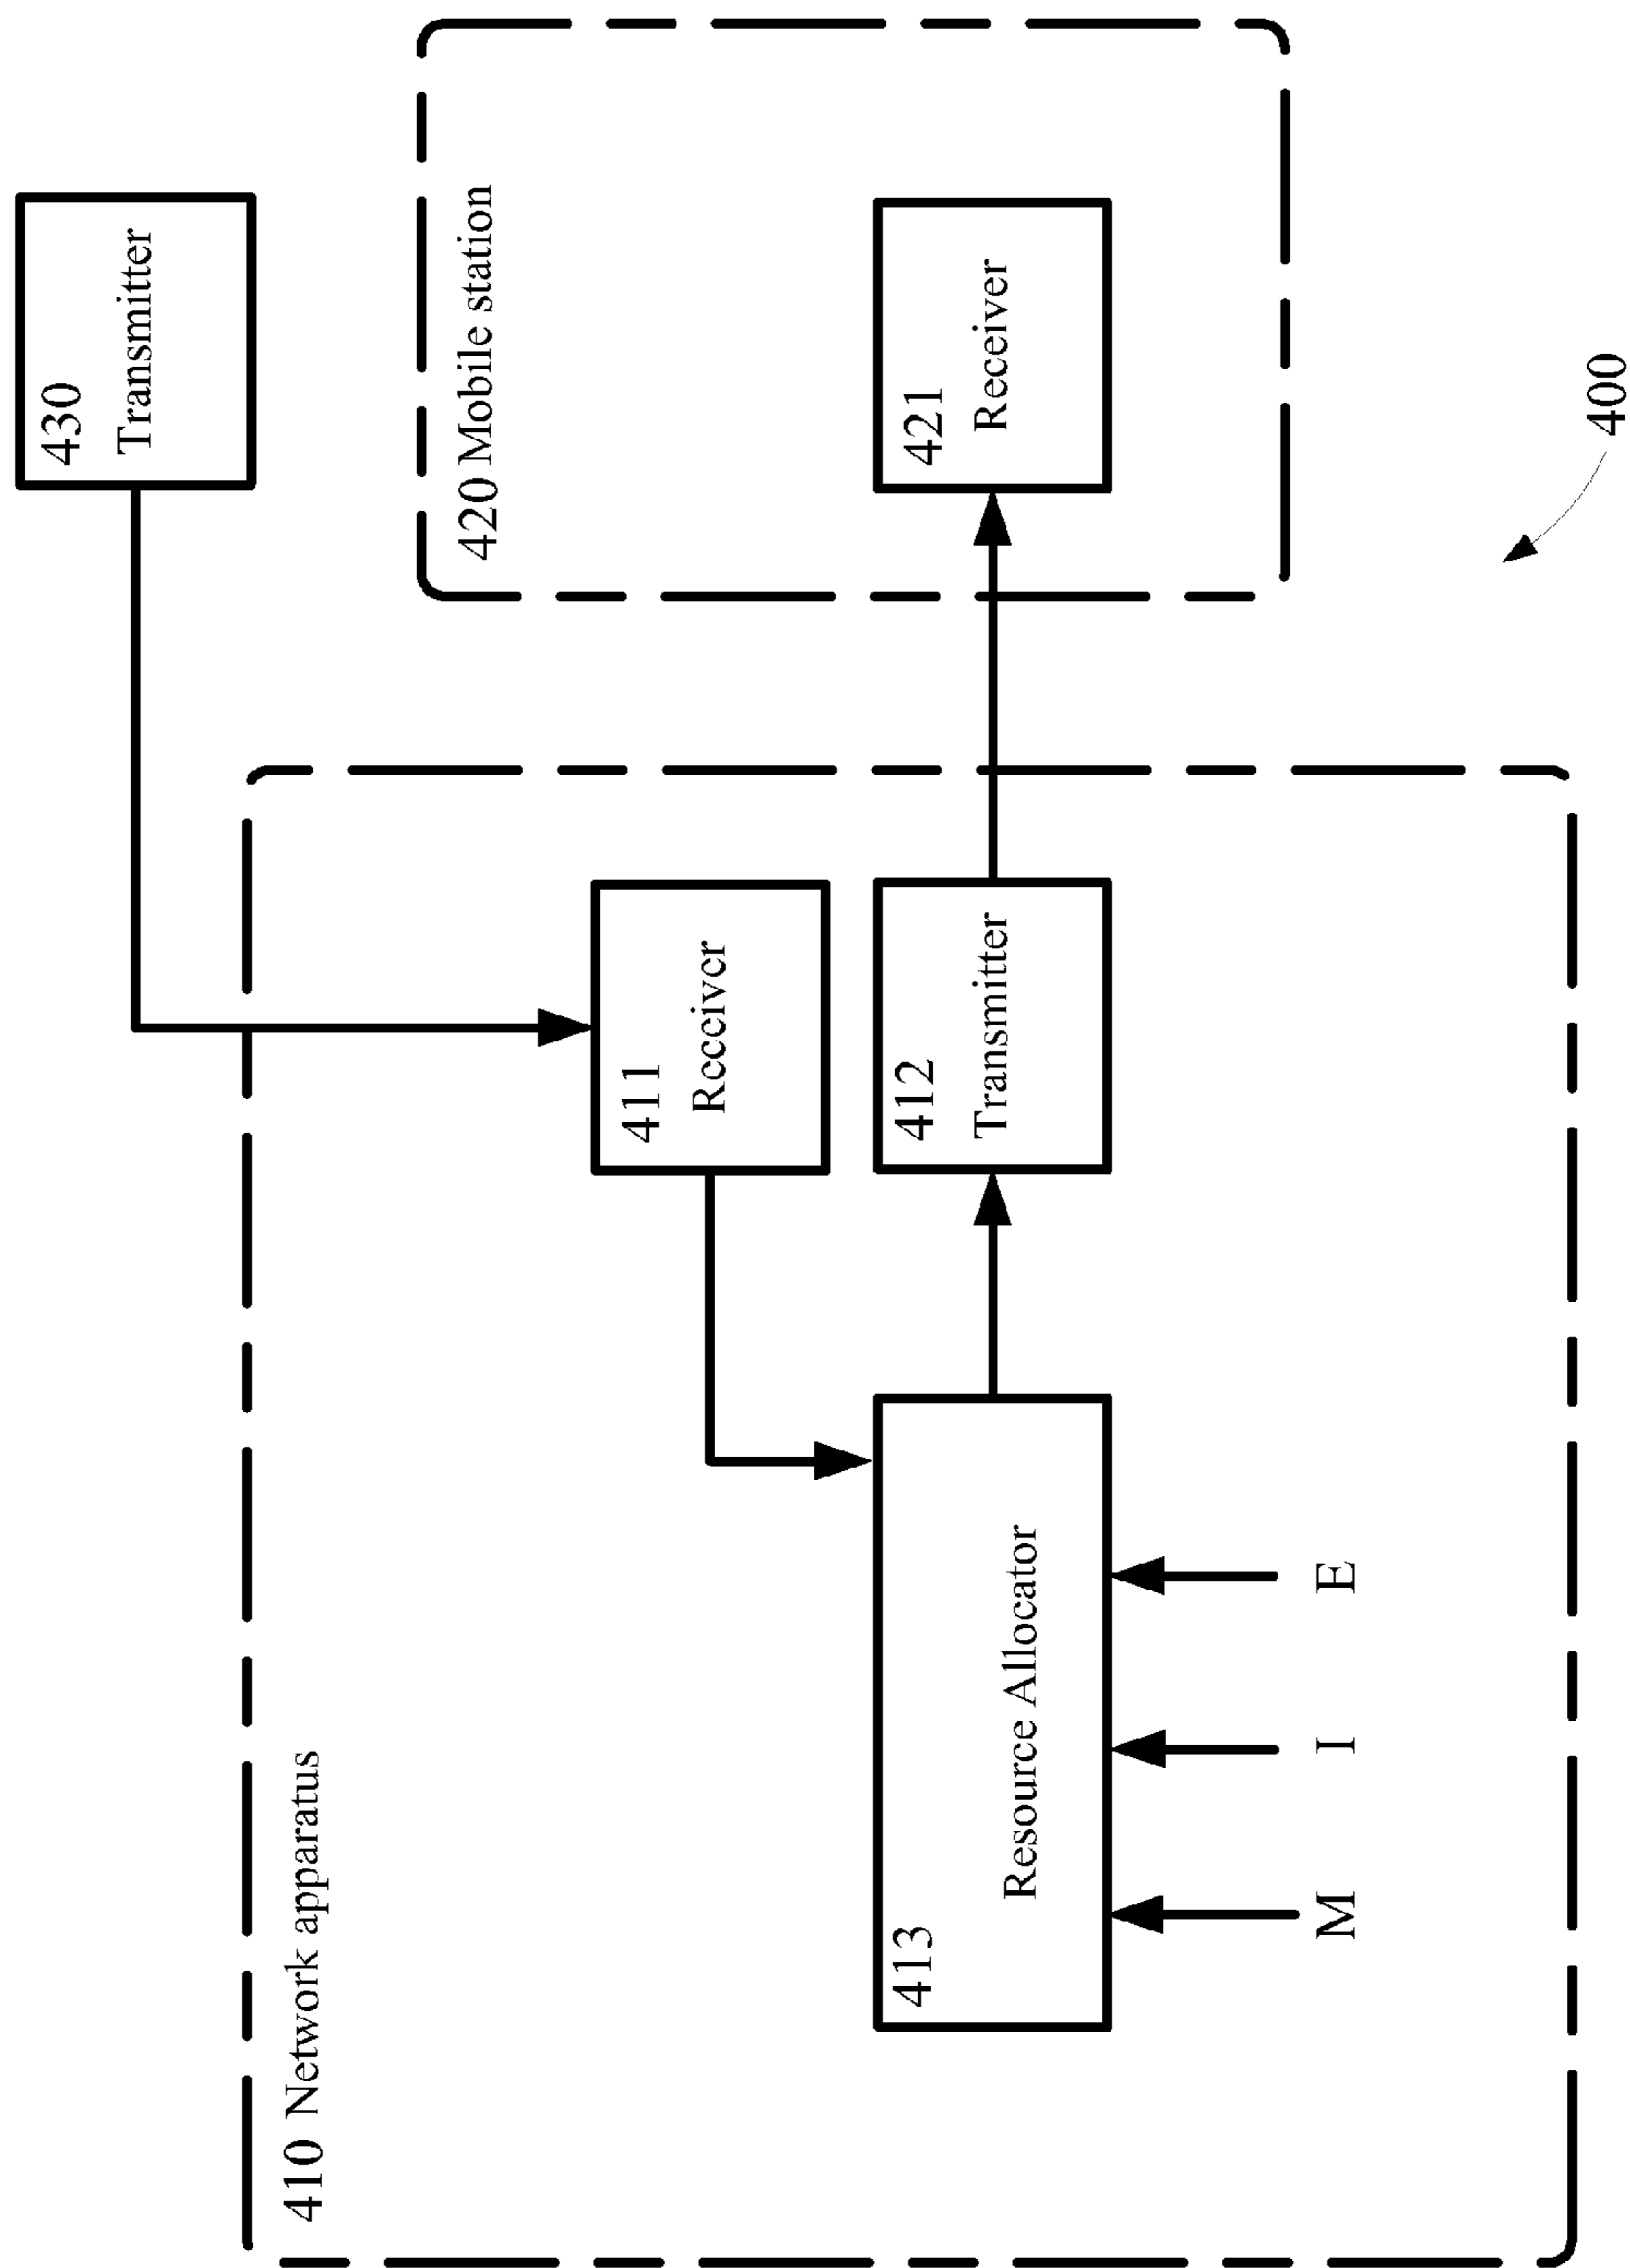 430
Transmitter
420 Mobile station
421
Receiver
410 Network apparatus
411
Receiver
412
Transmitter
413
Resource Allocator
M
I
E
400